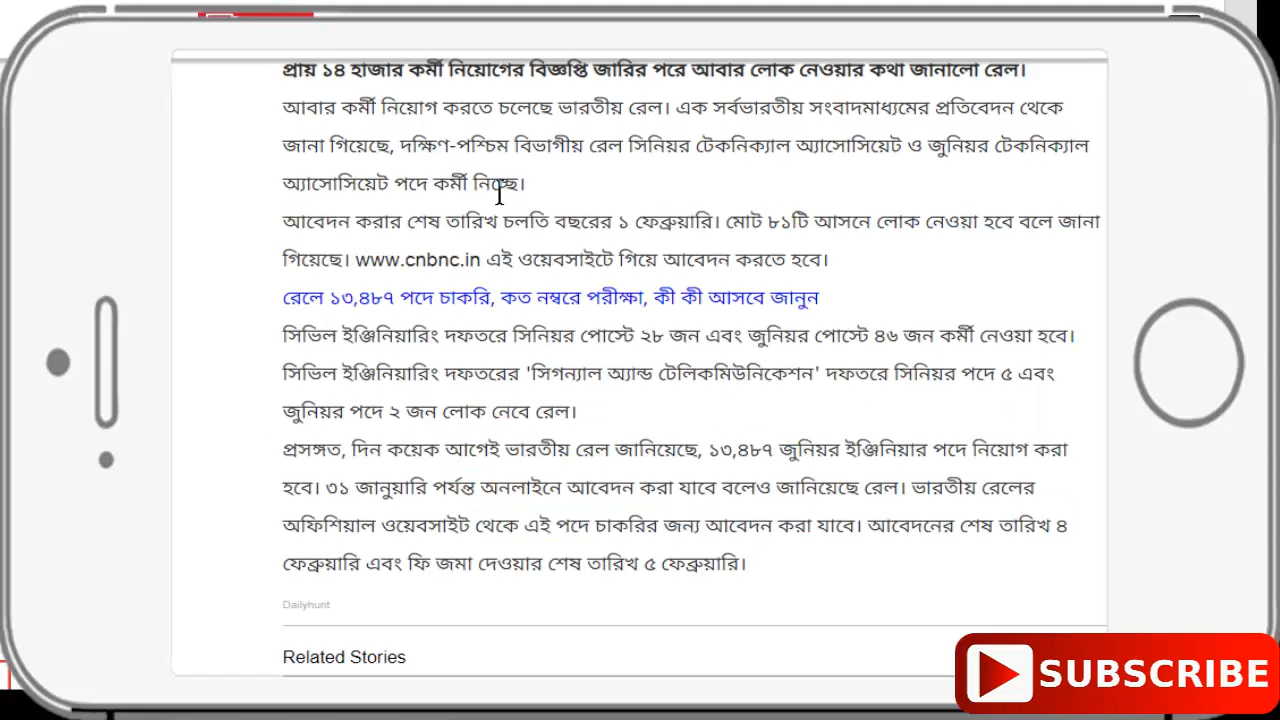 প্রায় ১৪ হাজার কর্মী নিয়োগের বিজ্ঞপ্তি জারির পরে আবার লোক নেওয়ার কথা জানালো রেল।
আবার কর্মী নিয়োগ করতে চলেছে ভারতীয় রেল। এক সর্বভারতীয় সংবাদমাধ্যমের প্রতিবেদন থেকে
জানা গিয়েছে, দক্ষিণ-পশ্চিম বিভাগীয় রেল সিনিয়র টেকনিক্যাল অ্যাসোসিয়েট ও জুনিয়র টেকনিক্যাল
অ্যাসোসিয়েট পদে কর্মী নিচ্ছে।
আবেদন করার শেষ তারিখ চলতি বছরের ১ ফেব্রুয়ারি। মোট ৮১টি আসনে লোক নেওয়া হবে বলে জানা
গিয়েছে। www.cnbnc.in এই ওয়েবসাইটে গিয়ে আবেদন করতে হবে।
রেলে ১৩,৪৮৭ পদে চাকরি, কত নম্বরে পরীক্ষা, কী কী আসবে জানুন
সিভিল ইঞ্জিনিয়ারিং দফতরে সিনিয়র পোস্টে ২৮ জন এবং জুনিয়র পোস্টে ৪৬ জন কর্মী নেওয়া হবে।
সিভিল ইঞ্জিনিয়ারিং দফতরের 'সিগন্যাল অ্যান্ড টেলিকমিউনিকেশন' দফতরে সিনিয়র পদে ৫ এবং
জুনিয়র পদে ২ জন লোক নেবে রেল।
প্রসঙ্গত, দিন কয়েক আগেই ভারতীয় রেল জানিয়েছে, ১৩,৪৮৭ জুনিয়র ইঞ্জিনিয়ার পদে নিয়োগ করা
হবে। ৩১ জানুয়ারি পর্যন্ত অনলাইনে আবেদন করা যাবে বলেও জানিয়েছে রেল। ভারতীয় রেলের
অফিশিয়াল ওয়েবসাইট থেকে এই পদে চাকরির জন্য আবেদন করা যাবে। আবেদনের শেষ তারিখ ৪
ফেব্রুয়ারি এবং ফি জমা দেওয়ার শেষ তারিখ ৫ ফেব্রুয়ারি।
Dailyhunt
Related Stories
SUBSCRIBE